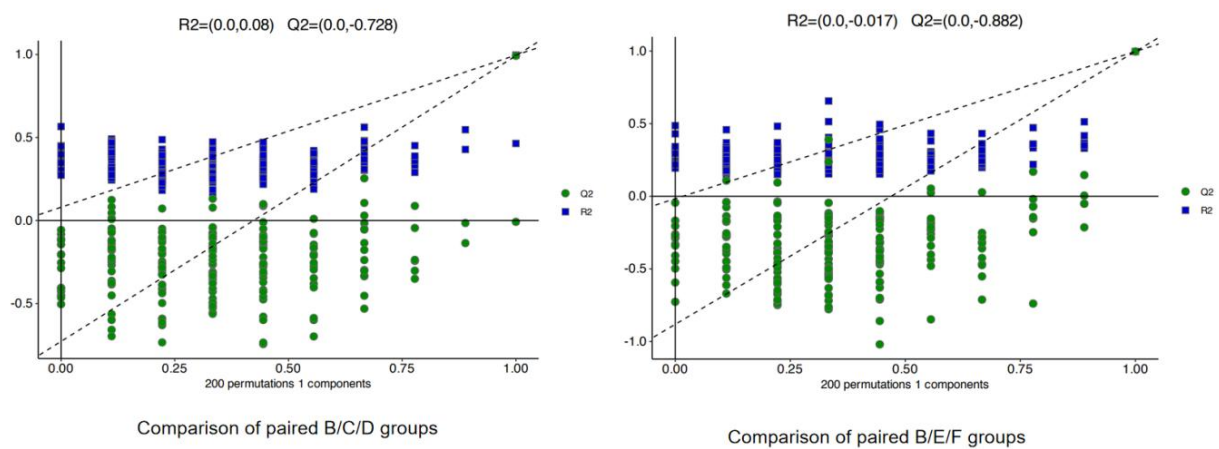 R2=(0.0,0.08) Q2=(0.0,-0.728)
1.0
0.5
0.0
-0.5
0.00
0.25
0.50
0.75
1.00
200 permutations 1 components
Q2
R2
Comparison of paired B/C/D groups
R2=(0.0,-0.017) Q2=(0.0,-0.882)
1.0
0.5
0.0
-0.5
-1.0
0.00
0.25
0.50
0.75
1.00
200 permutations 1 components
Q2
R2
Comparison of paired B/E/F groups